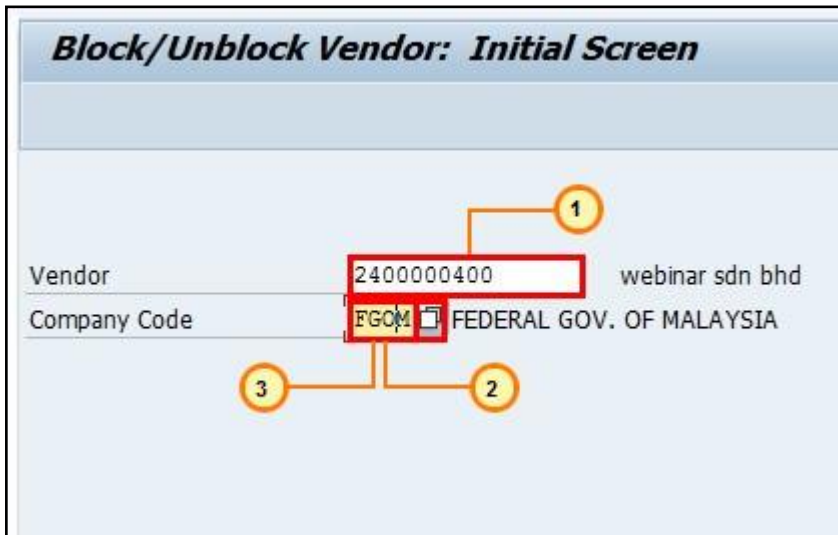 Block/Unblock Vendor: Initial Screen
1
Vendor 2400000400 webinar sdn bhd
Company Code FGOM FEDERAL GOV. OF MALAYSIA
3 2